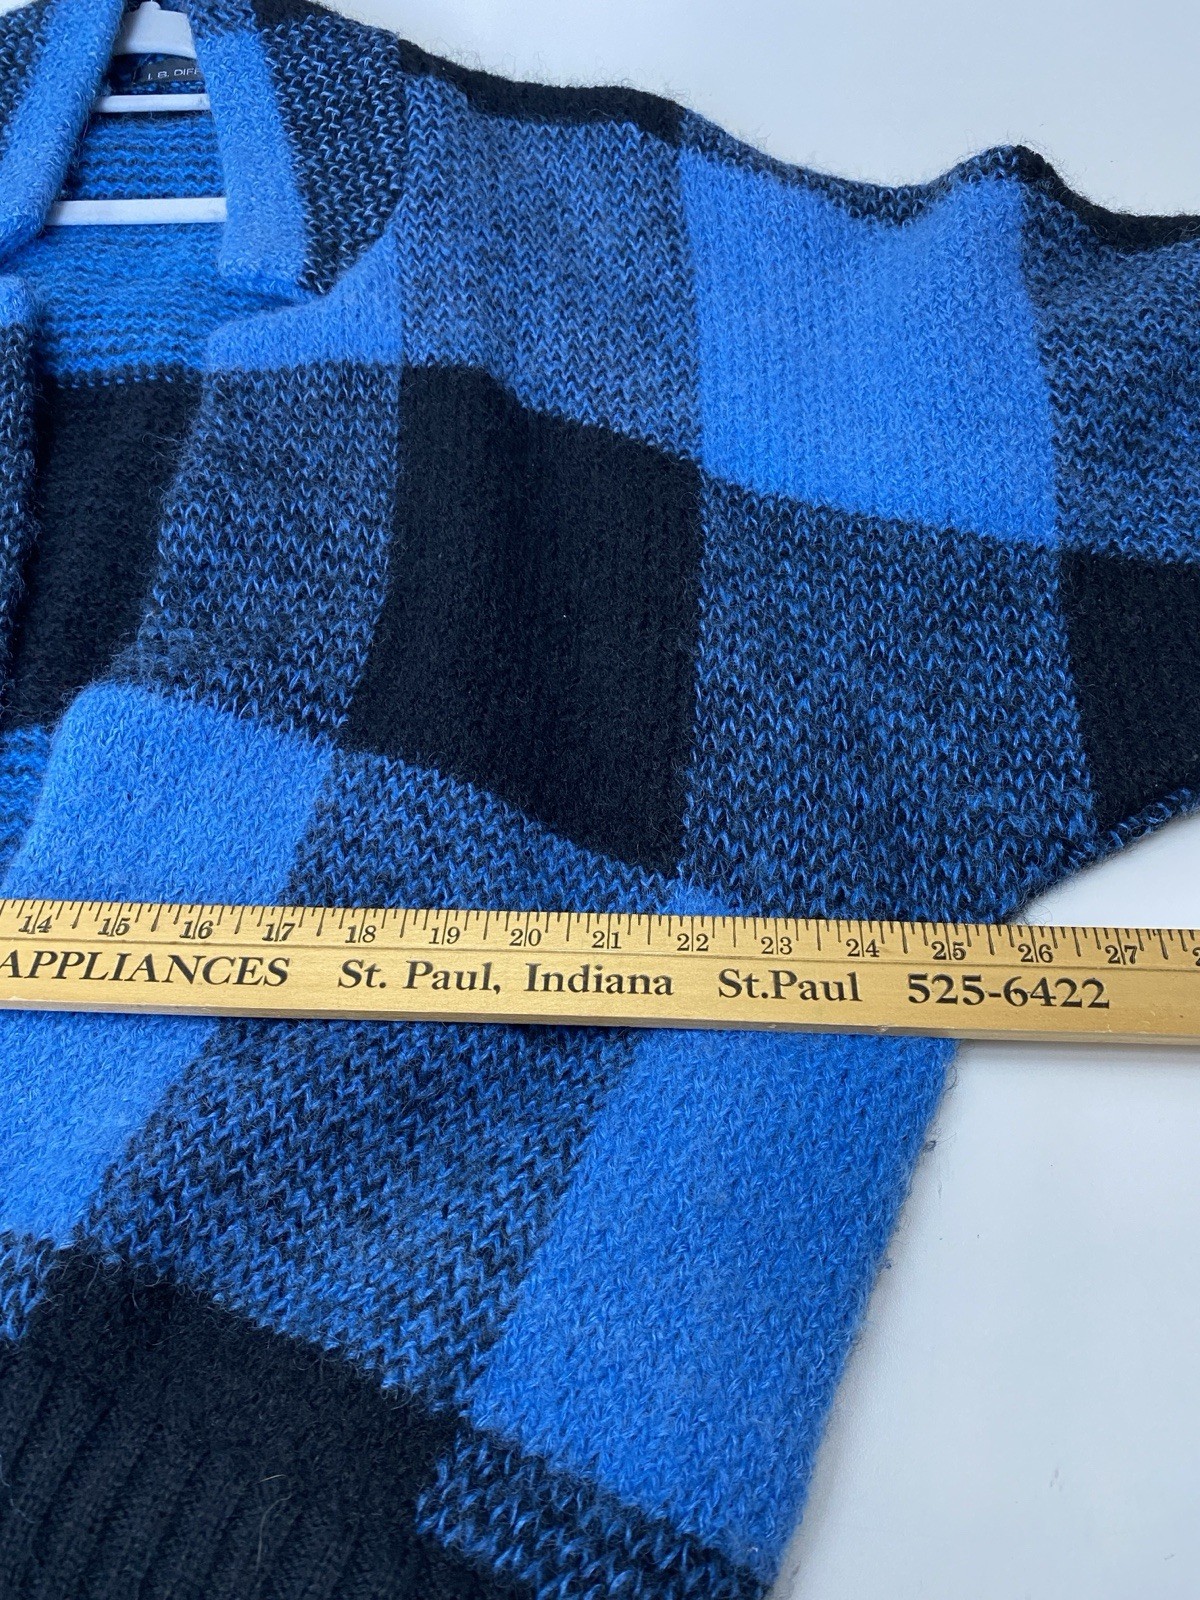 I. B. DIFF
14 15 16 17 18 19 20 21 22 23 24 25 26 27
APPLIANCES St. Paul, Indiana St.Paul 525-6422